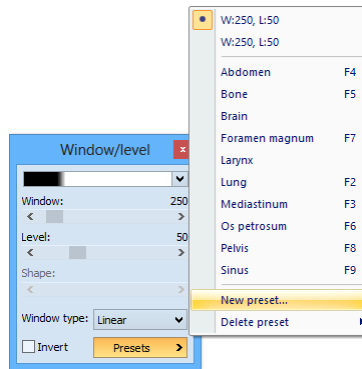 W:250, L:50
W:250, L:50
Abdomen F4
Bone F5
Brain
Foramen magnum F7
Larynx
Lung F2
Mediastinum F3
Os petrosum F6
Pelvis F8
Sinus F9
New preset...
Delete preset
Window/level x
Window: 250
Level: 50
Shape:
Window type: Linear
Invert Presets